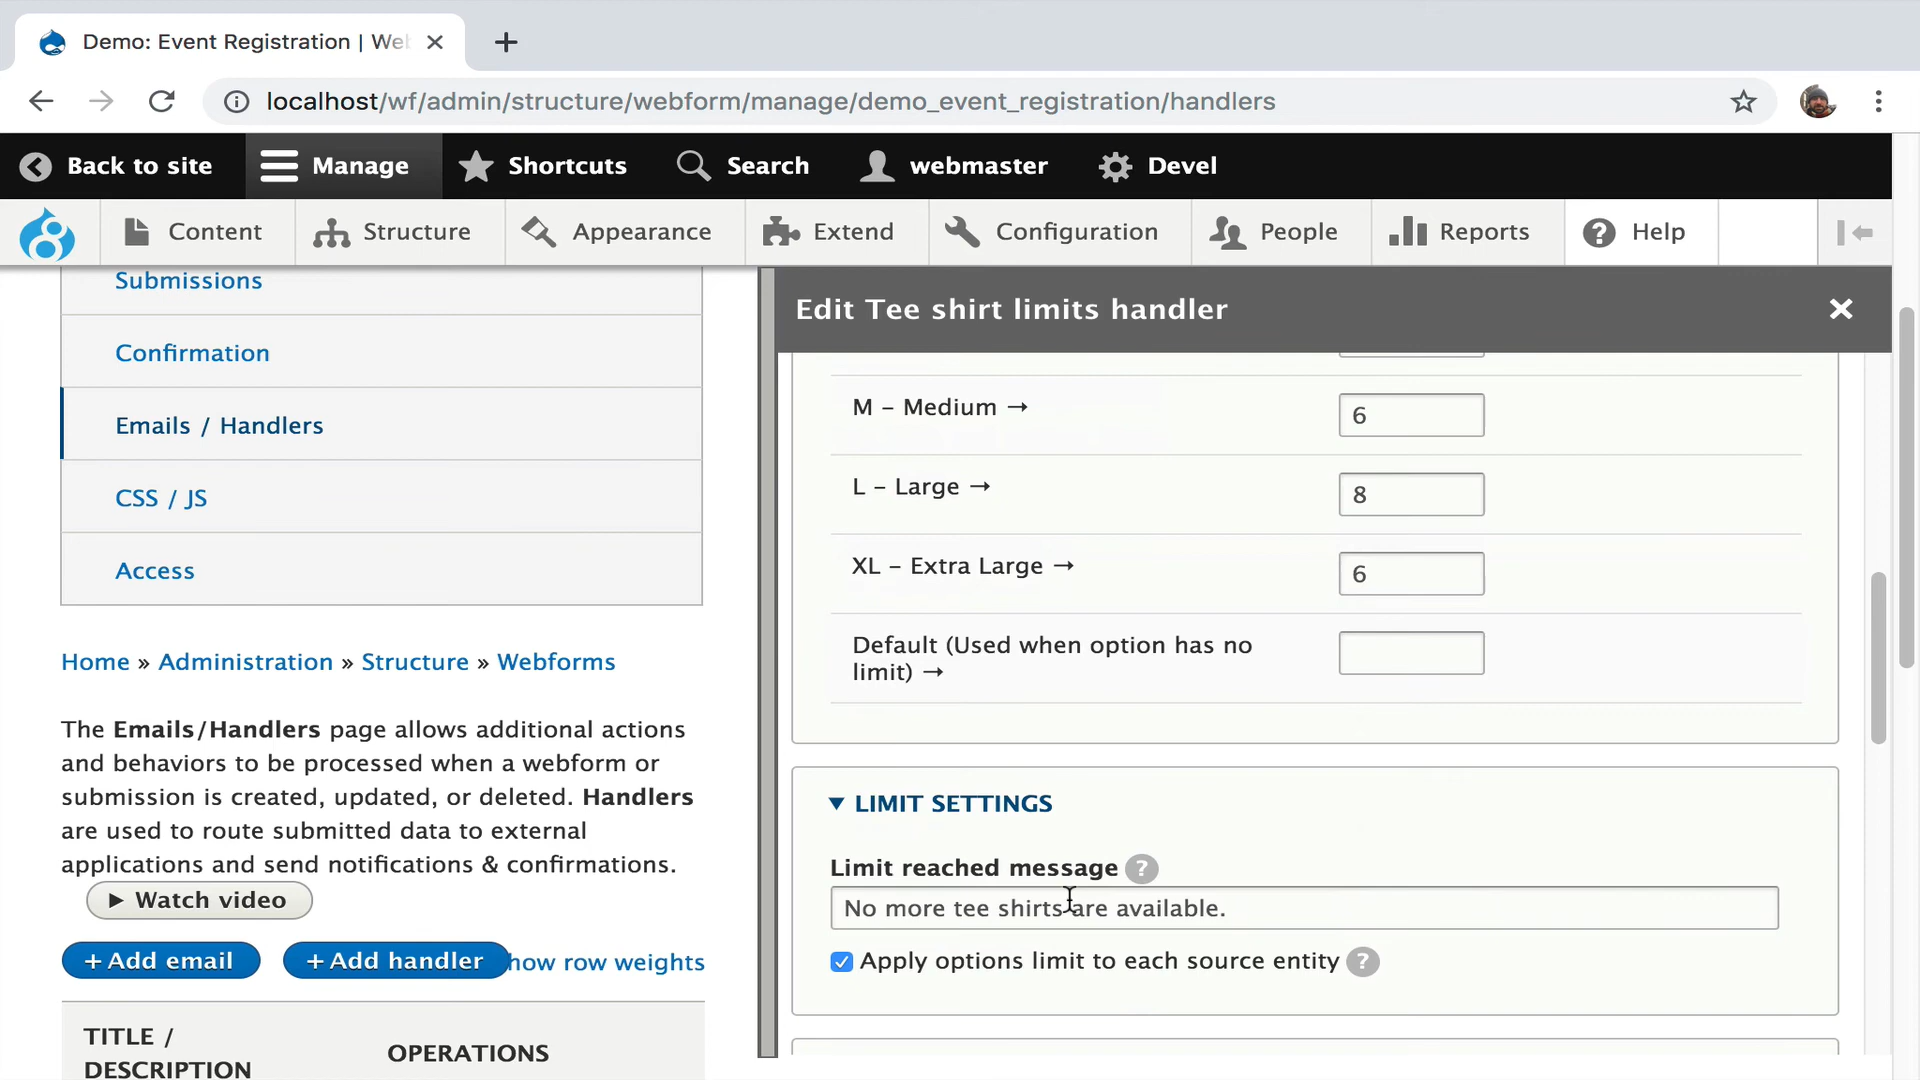 Demo: Event Registration | We
localhost/wf/admin/structure/webform/manage/demo_event_registration/handlers
Back to site Manage Shortcuts Search webmaster Devel
Content Structure Appearance Extend Configuration People Reports Help
Submissions
Confirmation
Emails / Handlers
CSS / JS
Access
Home » Administration » Structure » Webforms
The Emails/Handlers page allows additional actions
and behaviors to be processed when a webform or
submission is created, updated, or deleted. Handlers
are used to route submitted data to external
applications and send notifications & confirmations.
Watch video
+ Add email + Add handler how row weights
TITLE /
DESCRIPTION
OPERATIONS
Edit Tee shirt limits handler
M – Medium → 6
L – Large → 8
XL – Extra Large → 6
Default (Used when option has no
limit) →
LIMIT SETTINGS
Limit reached message ?
No more tee shirts are available.
Apply options limit to each source entity ?